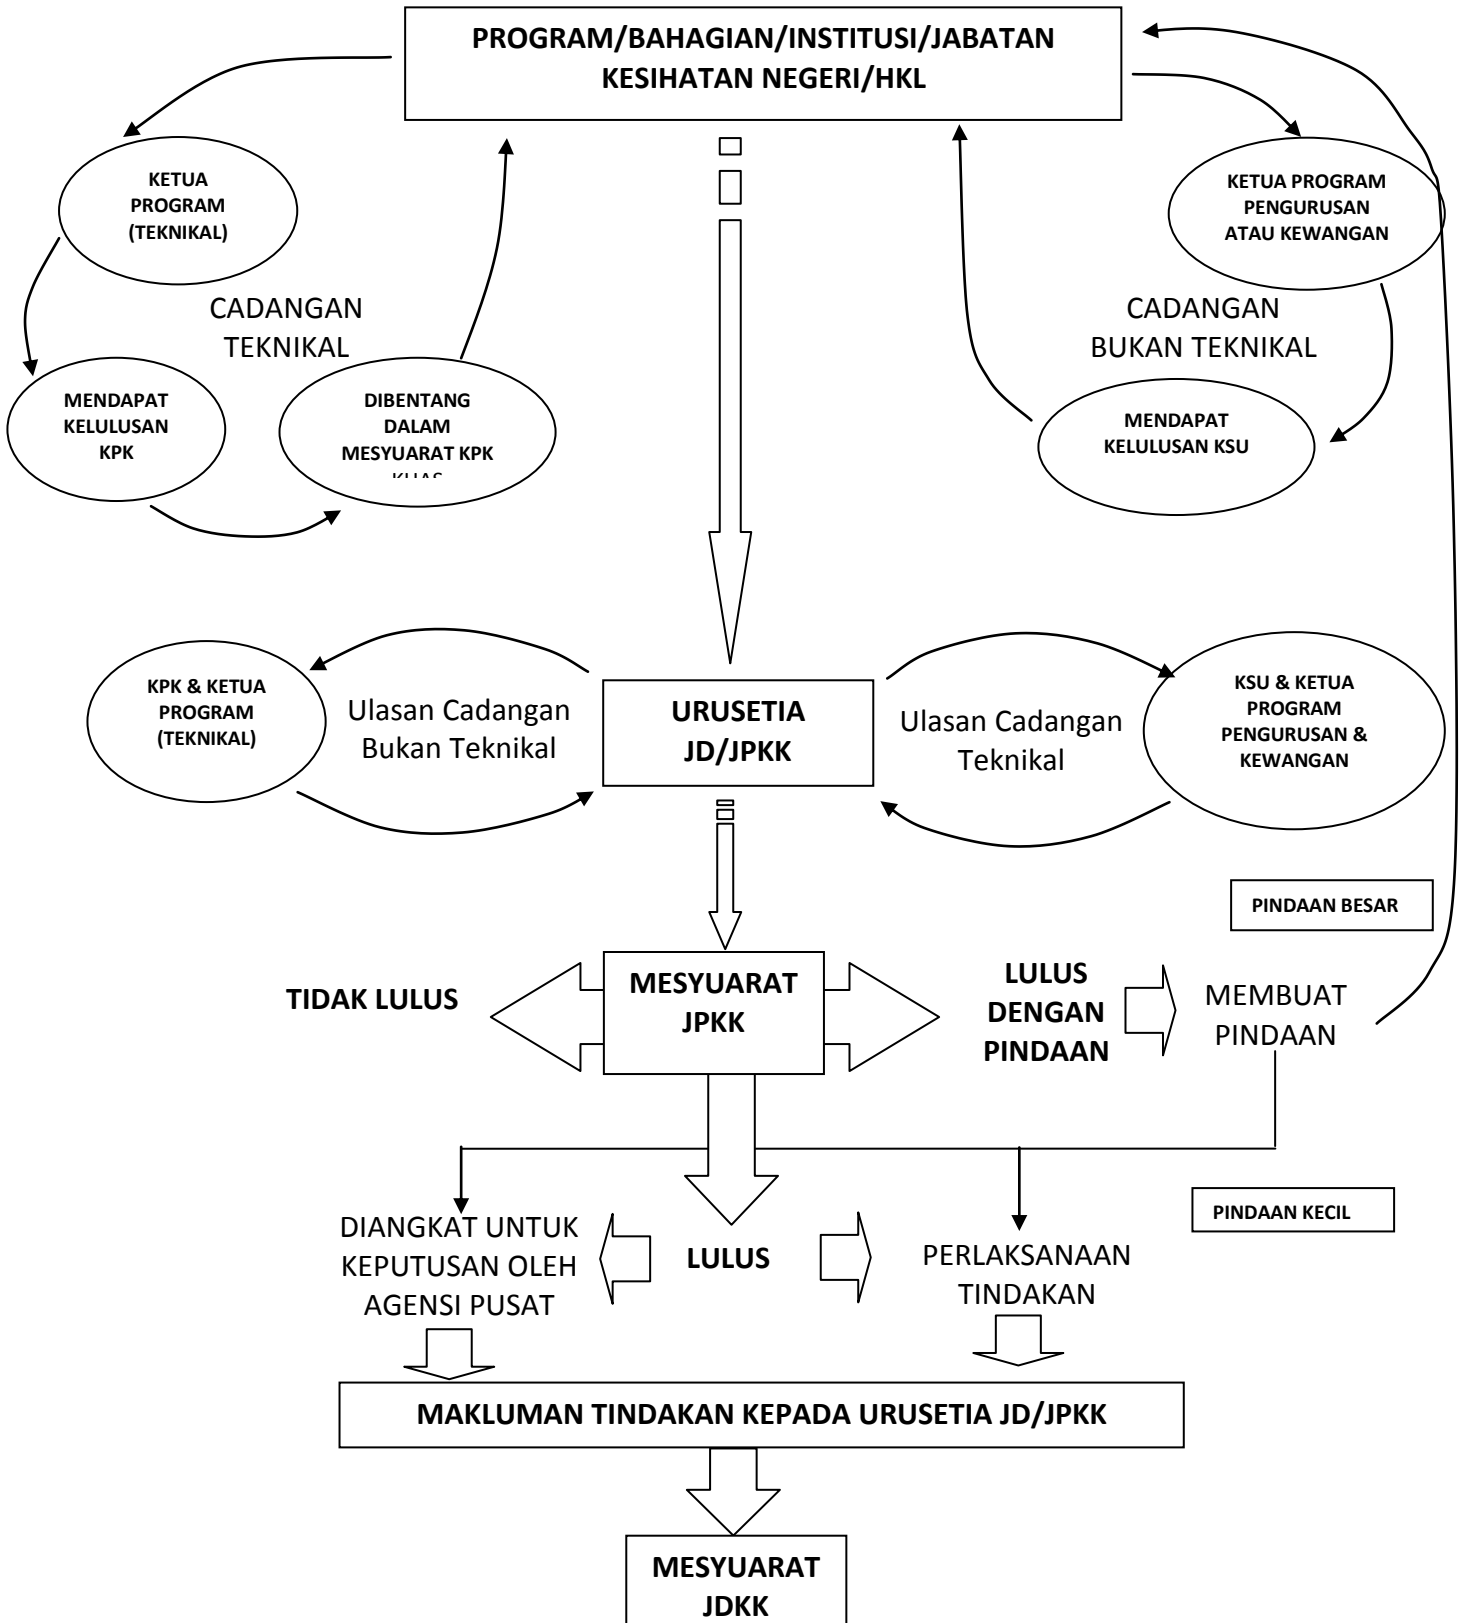 PROGRAM/BAHAGIAN/INSTITUSI/JABATAN
KESIHATAN NEGERI/HKL
KETUA
PROGRAM
(TEKNIKAL)
KETUA PROGRAM
PENGURUSAN
ATAU KEWANGAN
CADANGAN
TEKNIKAL
CADANGAN
BUKAN TEKNIKAL
MENDAPAT
KELULUSAN
KPK
DIBENTANG
DALAM
MESYUARAT KPK
MENDAPAT
KELULUSAN KSU
KPK & KETUA
PROGRAM
(TEKNIKAL)
Ulasan Cadangan
Bukan Teknikal
URUSETIA
JD/JPKK
Ulasan Cadangan
Teknikal
KSU & KETUA
PROGRAM
PENGURUSAN &
KEWANGAN
PINDAAN BESAR
TIDAK LULUS
MESYUARAT
JPKK
LULUS
DENGAN
PINDAAN
MEMBUAT
PINDAAN
PINDAAN KECIL
DIANGKAT UNTUK
KEPUTUSAN OLEH
AGENSI PUSAT
LULUS
PERLAKSANAAN
TINDAKAN
MAKLUMAN TINDAKAN KEPADA URUSETIA JD/JPKK
MESYUARAT
JDKK